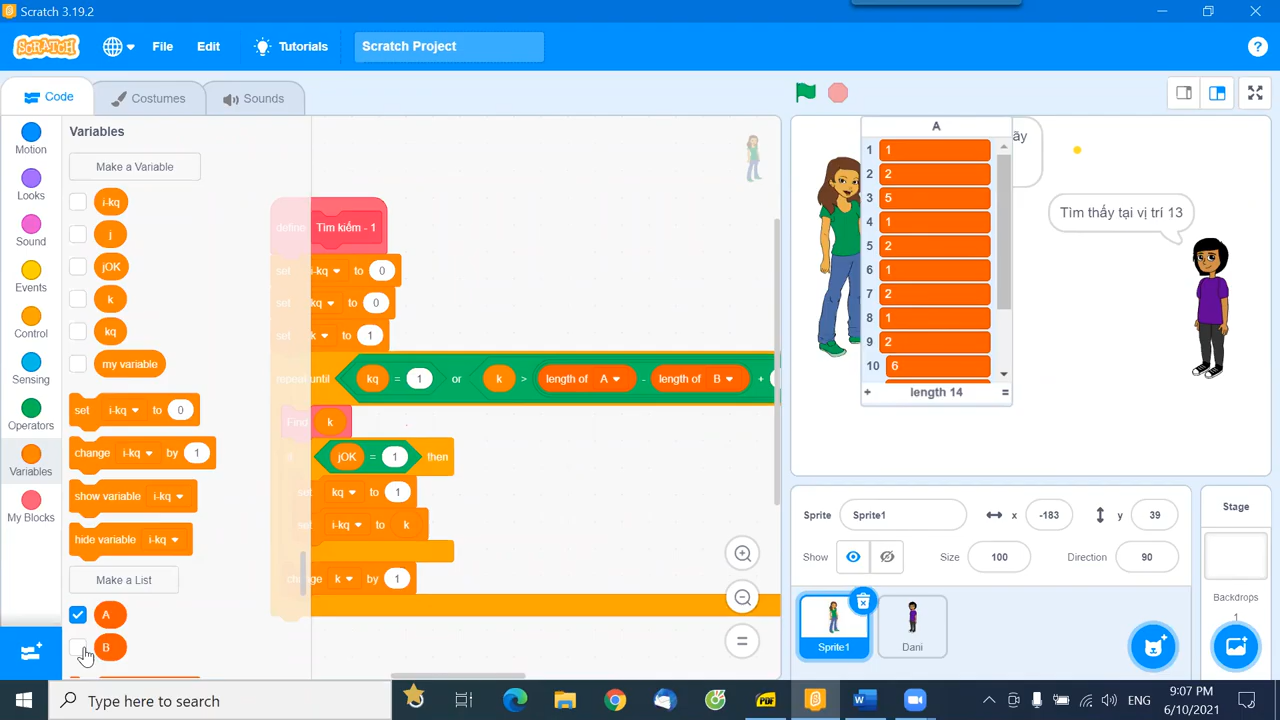 Scratch 3.19.2
SCRATCH
File
Edit
Tutorials
Scratch Project
?
Code
Costumes
Sounds
Motion
Looks
Sound
Events
Control
Sensing
Operators
Variables
My Blocks
Variables
Make a Variable
i-kq
j
jOK
k
kq
my variable
set i-kq to 0
change i-kq by 1
show variable i-kq
hide variable i-kq
Make a List
A
B
define Tìm kiếm - 1
set i-kq to 0
set kq to 0
set k to 1
repeat until kq = 1 or k > length of A - length of B +
Find k
if jOK = 1 then
set kq to 1
set i-kq to k
change k by 1
A
1 1
2 2
3 5
4 1
5 2
6 1
7 2
8 1
9 2
10 6
+ length 14 =
ãy
Tìm thấy tại vị trí 13
Sprite Sprite1 x -183 y 39
Show Size 100 Direction 90
Sprite1
Dani
Stage
Backdrops
1
Type here to search
PDF
W
ENG
9:07 PM
6/10/2021